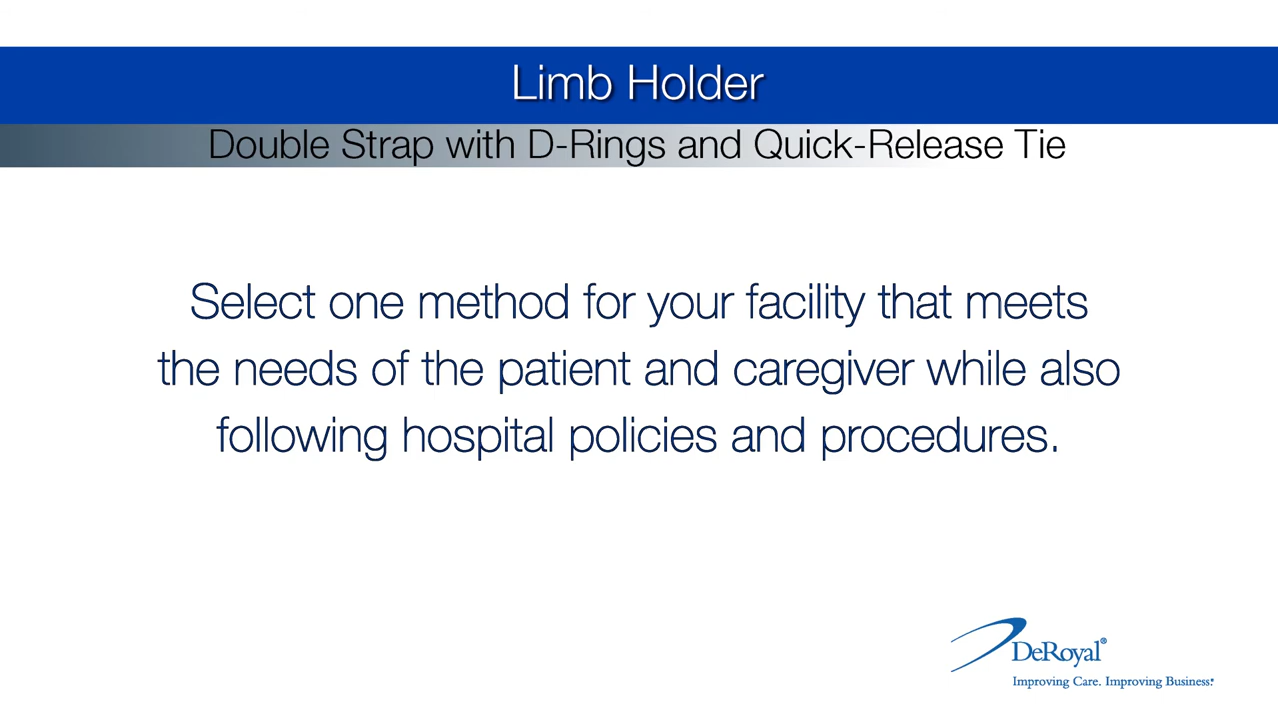 Limb Holder
Double Strap with D-Rings and Quick-Release Tie
Select one method for your facility that meets
the needs of the patient and caregiver while also
following hospital policies and procedures.
DeRoyal®
Improving Care. Improving Business.